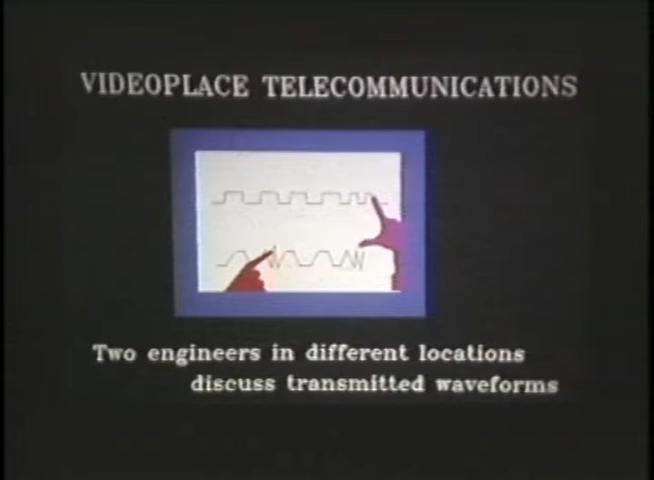 VIDEOPLACE TELECOMMUNICATIONS
Two engineers in different locations
discuss transmitted waveforms